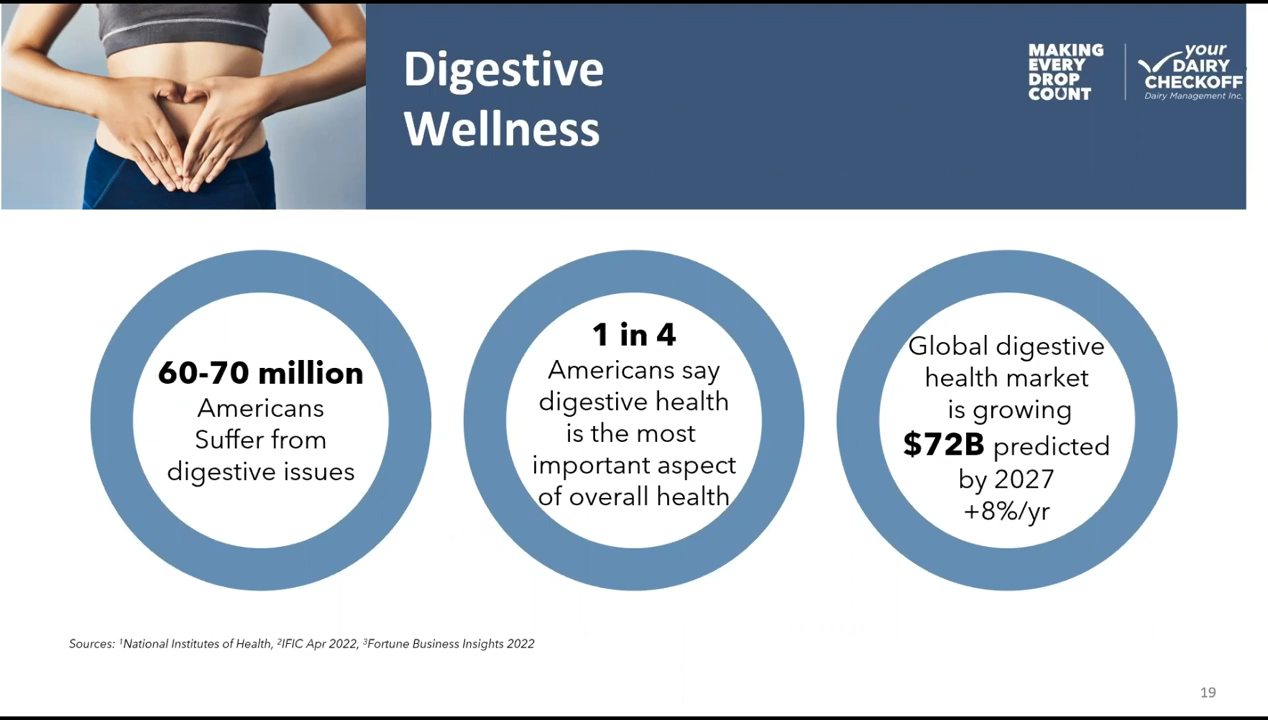 Digestive
Wellness
MAKING
EVERY
DROP
COUNT
your
DAIRY
CHECKOFF
Dairy Management Inc.
60-70 million
Americans
Suffer from
digestive issues
1 in 4
Americans say
digestive health
is the most
important aspect
of overall health
Global digestive
health market
is growing
$72B predicted
by 2027
+8%/yr
Sources: ¹National Institutes of Health, ²IFIC Apr 2022, ³Fortune Business Insights 2022
19